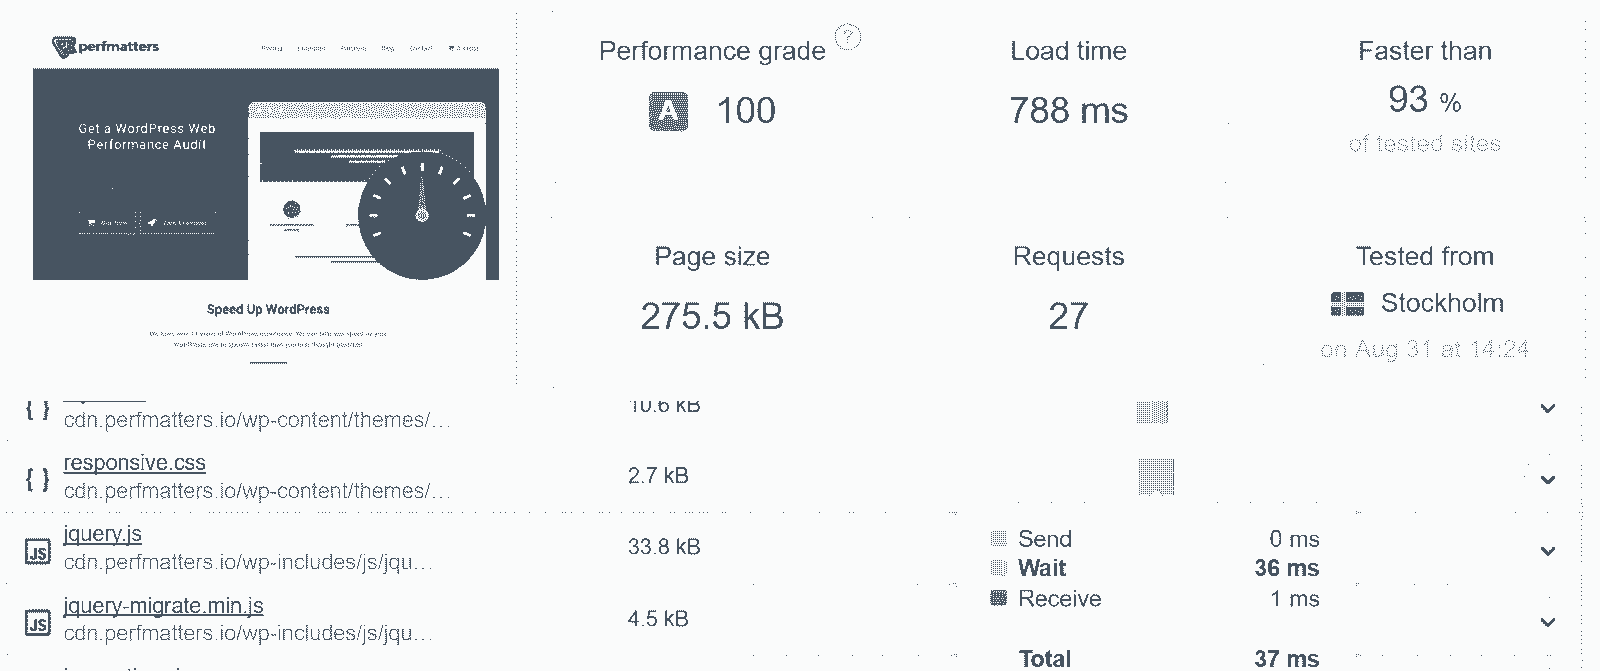 perfmatters
Blog
Contact
Get a WordPress Web
Performance Audit
Speed Up WordPress
Performance grade ?
A 100
Load time
788 ms
Faster than
93 %
of tested sites
Page size
275.5 kB
Requests
27
Tested from
Stockholm
on Aug 31 at 14:24
{ } cdn.perfmatters.io/wp-content/themes/... 10.6 kB
{ } responsive.css
cdn.perfmatters.io/wp-content/themes/... 2.7 kB
JS jquery.js
cdn.perfmatters.io/wp-includes/js/jqu... 33.8 kB
JS jquery-migrate.min.js
cdn.perfmatters.io/wp-includes/js/jqu... 4.5 kB
Send 0 ms
Wait 36 ms
Receive 1 ms
Total 37 ms